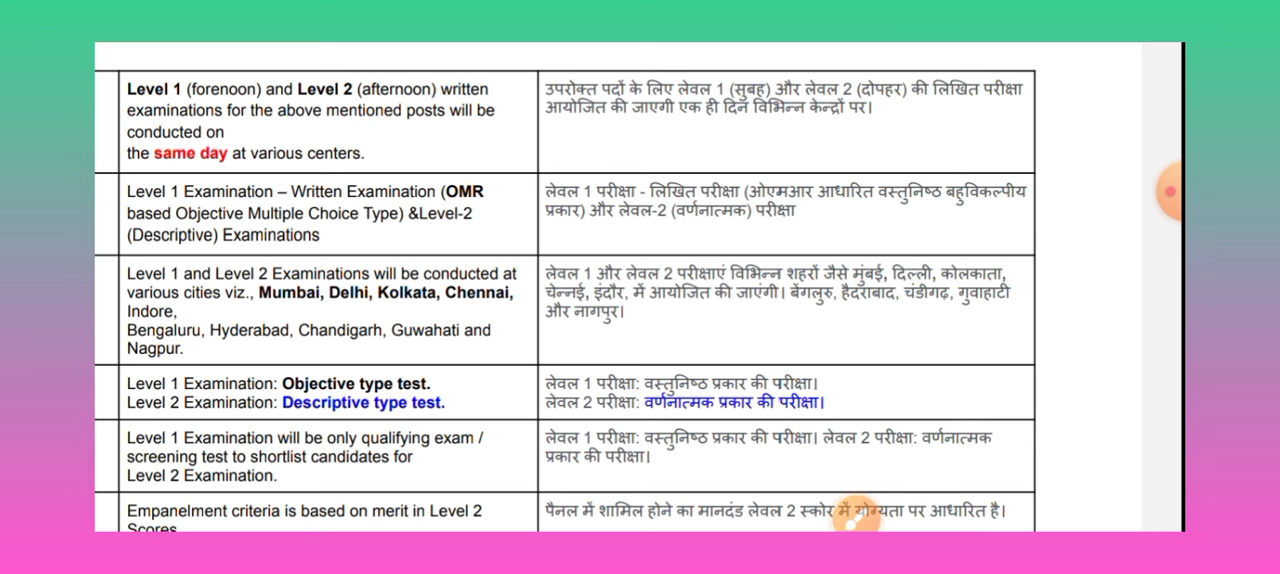 Level 1 (forenoon) and Level 2 (afternoon) written
examinations for the above mentioned posts will be
conducted on
the same day at various centers.
उपरोक्त पदों के लिए लेवल 1 (सुबह) और लेवल 2 (दोपहर) की लिखित परीक्षा
आयोजित की जाएगी एक ही दिन विभिन्न केन्द्रों पर।
Level 1 Examination – Written Examination (OMR
based Objective Multiple Choice Type) &Level-2
(Descriptive) Examinations
लेवल 1 परीक्षा - लिखित परीक्षा (ओएमआर आधारित वस्तुनिष्ठ बहुविकल्पीय
प्रकार) और लेवल-2 (वर्णनात्मक) परीक्षा
Level 1 and Level 2 Examinations will be conducted at
various cities viz., Mumbai, Delhi, Kolkata, Chennai,
Indore,
Bengaluru, Hyderabad, Chandigarh, Guwahati and
Nagpur.
लेवल 1 और लेवल 2 परीक्षाएं विभिन्न शहरों जैसे मुंबई, दिल्ली, कोलकाता,
चेन्नई, इंदौर, में आयोजित की जाएंगी। बेंगलुरु, हैदराबाद, चंडीगढ़, गुवाहाटी
और नागपुर।
Level 1 Examination: Objective type test.
Level 2 Examination: Descriptive type test.
लेवल 1 परीक्षा: वस्तुनिष्ठ प्रकार की परीक्षा।
लेवल 2 परीक्षा: वर्णनात्मक प्रकार की परीक्षा।
Level 1 Examination will be only qualifying exam /
screening test to shortlist candidates for
Level 2 Examination.
लेवल 1 परीक्षा: वस्तुनिष्ठ प्रकार की परीक्षा। लेवल 2 परीक्षा: वर्णनात्मक
प्रकार की परीक्षा।
Empanelment criteria is based on merit in Level 2
Scores
पैनल में शामिल होने का मानदंड लेवल 2 स्कोर में योग्यता पर आधारित है।